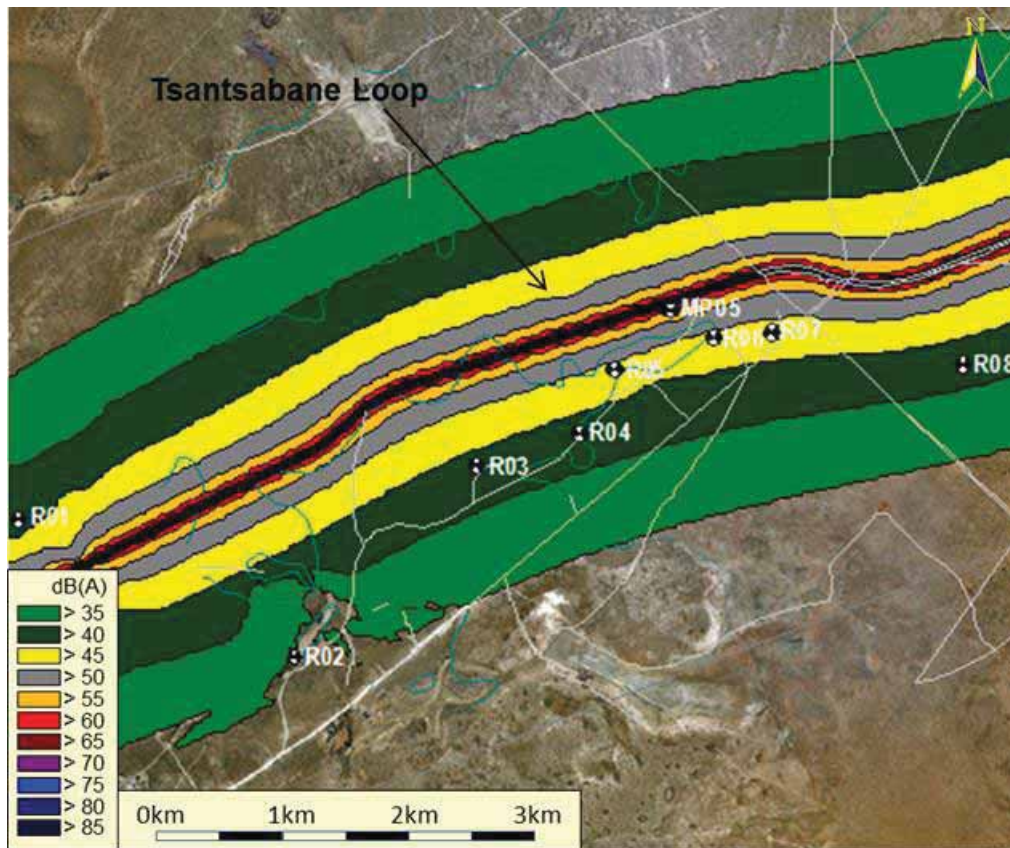 N
Tsantsabane Loop
MP05
R06
R07
R05
R08
R04
R03
R01
R02
dB(A)
> 35
> 40
> 45
> 50
> 55
> 60
> 65
> 70
> 75
> 80
> 85
0km 1km 2km 3km